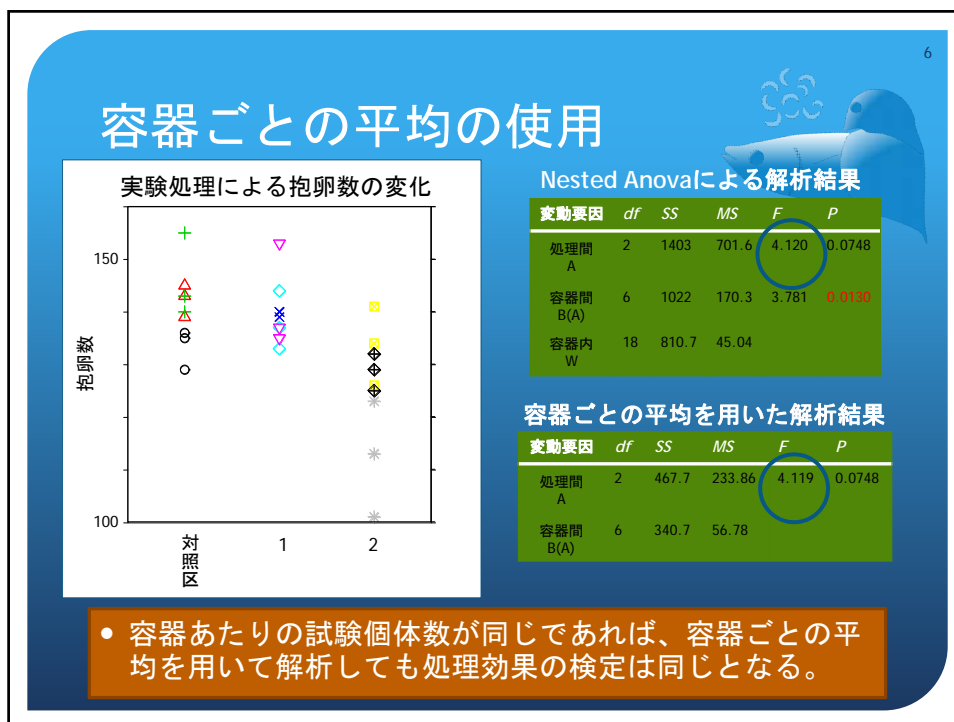 6
容器ごとの平均の使用
実験処理による抱卵数の変化
150
100
抱卵数
対照区
1
2
Nested Anovaによる解析結果
変動要因 df SS MS F P
処理間 2 1403 701.6 4.120 0.0748
A
容器間 6 1022 170.3 3.781 0.0130
B(A)
容器内 18 810.7 45.04
W
容器ごとの平均を用いた解析結果
変動要因 df SS MS F P
処理間 2 467.7 233.86 4.119 0.0748
A
容器間 6 340.7 56.78
B(A)
• 容器あたりの試験個体数が同じであれば、容器ごとの平
均を用いて解析しても処理効果の検定は同じとなる。